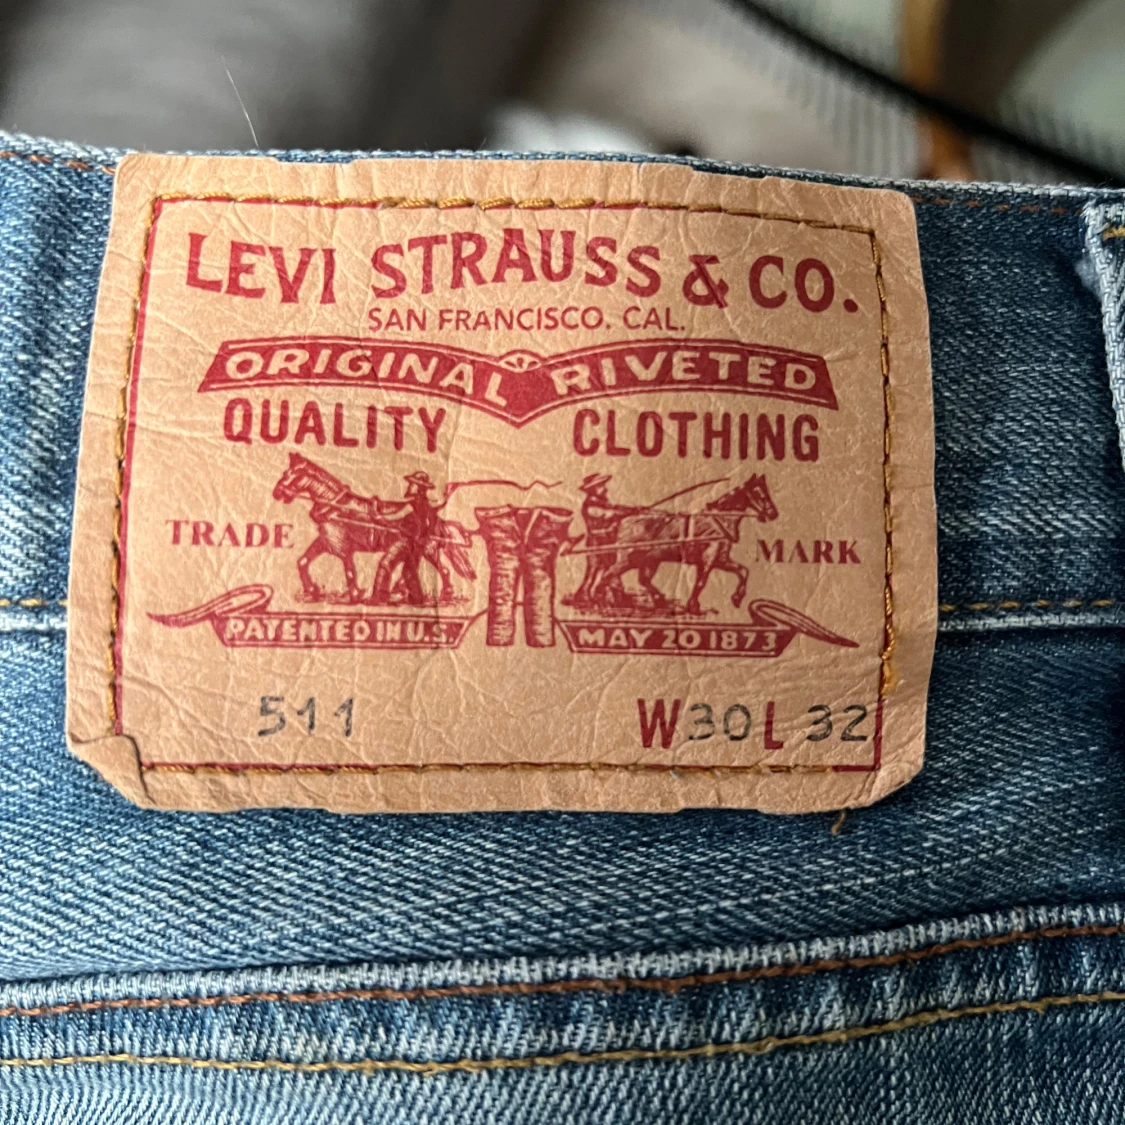 LEVI STRAUSS & CO.
SAN FRANCISCO, CAL.
ORIGINAL RIVETED
QUALITY CLOTHING
TRADE MARK
PATENTED IN U.S. MAY 20 1873
511 W30 L 32